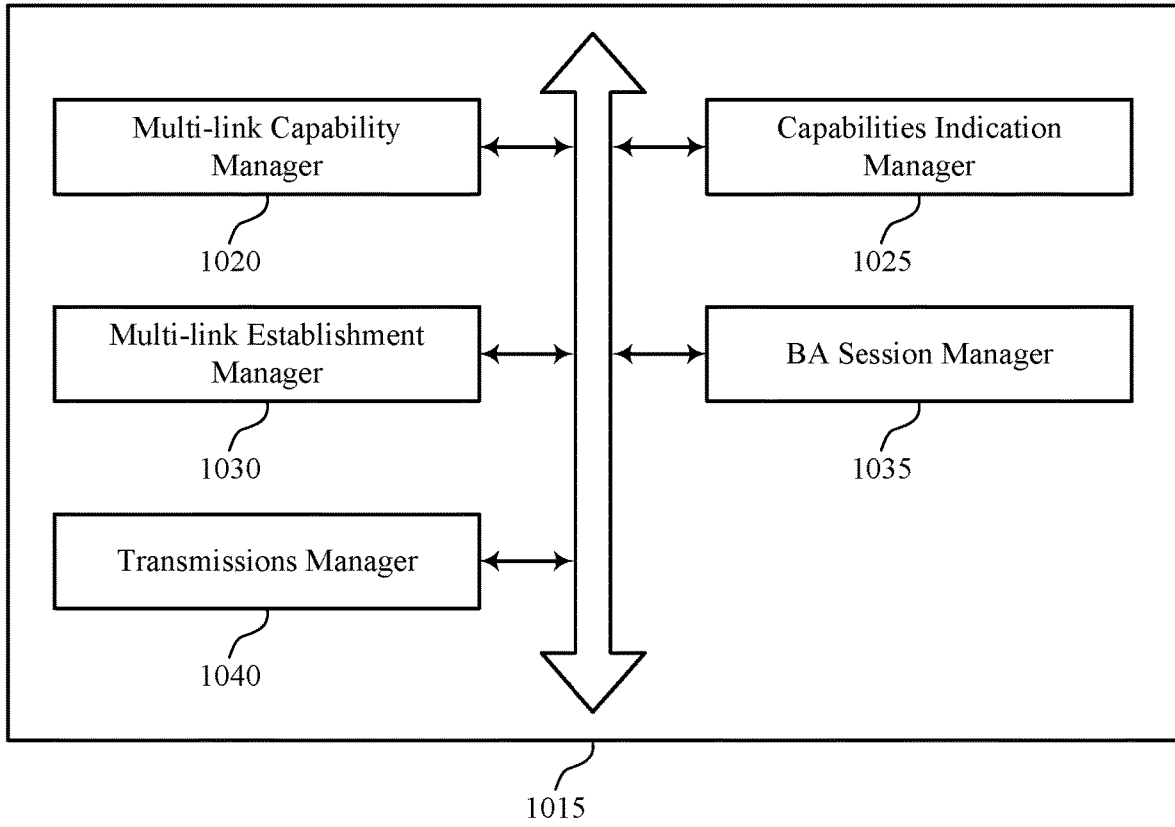 Multi-link Capability
Manager
1020
Capabilities Indication
Manager
1025
Multi-link Establishment
Manager
1030
BA Session Manager
1035
Transmissions Manager
1040
1015